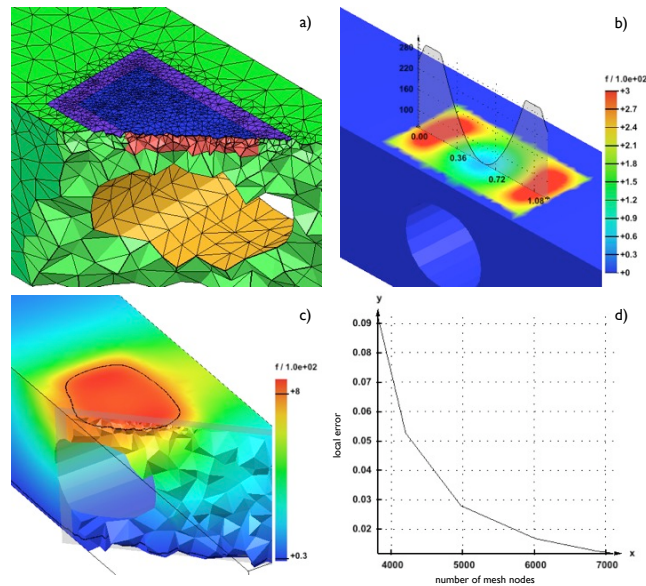 a)
b)
280
220
160
100
0.00
0.36
0.72
1.08
f / 1.0e+02
+3
+2.7
+2.4
+2.1
+1.8
+1.5
+1.2
+0.9
+0.6
+0.3
+0
c)
f / 1.0e+02
+8
+0.3
d)
y
0.09
0.08
0.07
0.06
0.05
0.04
0.03
0.02
local error
4000 5000 6000 7000
x
number of mesh nodes